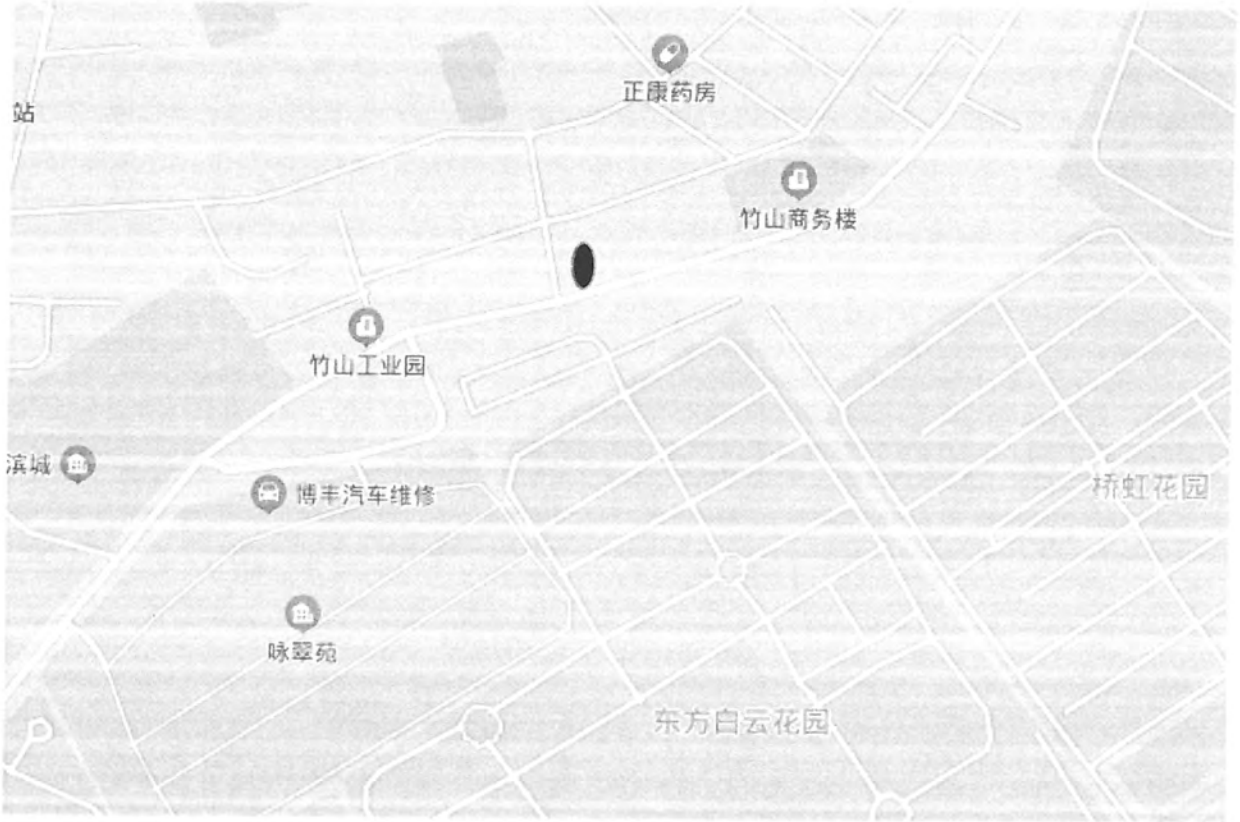 正康药房
站
竹山商务楼
竹山工业园
滨城
博丰汽车维修
桥虹花园
咏翠苑
东方白云花园